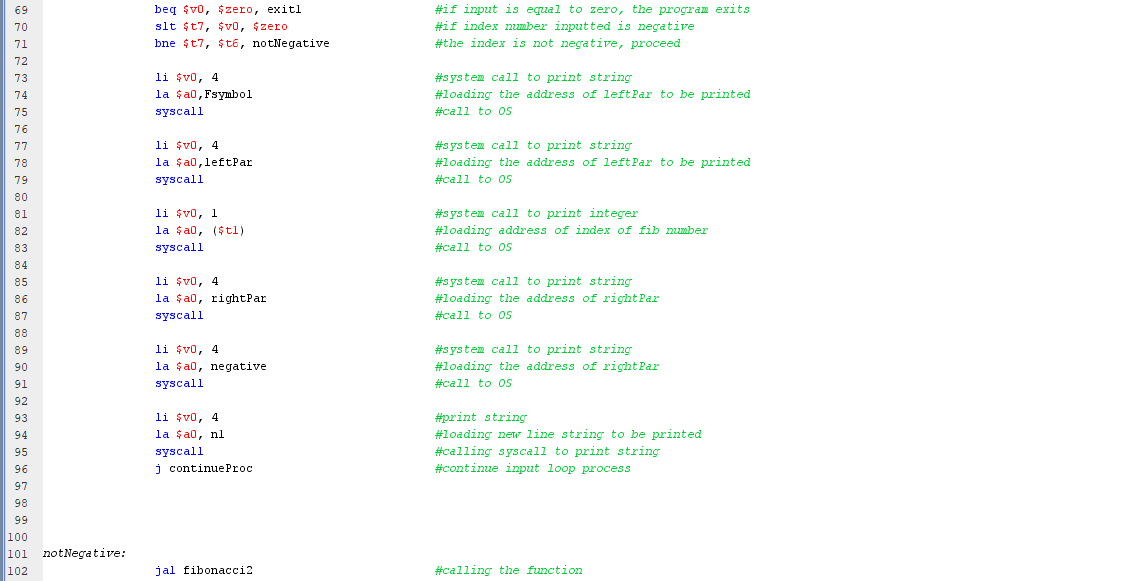 69 beq $v0, $zero, exit1 #if input is equal to zero, the program exits
70 slt $t7, $v0, $zero #if index number inputted is negative
71 bne $t7, $t6, notNegative #the index is not negative, proceed
72
73 li $v0, 4 #system call to print string
74 la $a0,Fsymbol #loading the address of leftPar to be printed
75 syscall #call to OS
76
77 li $v0, 4 #system call to print string
78 la $a0,leftPar #loading the address of leftPar to be printed
79 syscall #call to OS
80
81 li $v0, 1 #system call to print integer
82 la $a0, ($t1) #loading address of index of fib number
83 syscall #call to OS
84
85 li $v0, 4 #system call to print string
86 la $a0, rightPar #loading the address of rightPar
87 syscall #call to OS
88
89 li $v0, 4 #system call to print string
90 la $a0, negative #loading the address of rightPar
91 syscall #call to OS
92
93 li $v0, 4 #print string
94 la $a0, nl #loading new line string to be printed
95 syscall #calling syscall to print string
96 j continueProc #continue input loop process
97
98
99
100
101 notNegative:
102 jal fibonacci2 #calling the function